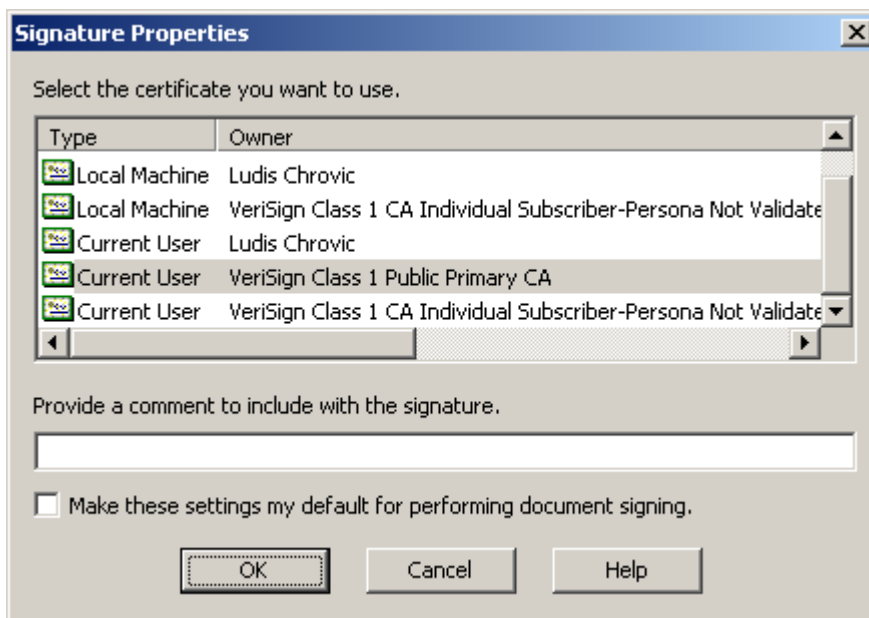 Signature Properties
Select the certificate you want to use.
Type Owner
Local Machine Ludis Chrovic
Local Machine VeriSign Class 1 CA Individual Subscriber-Persona Not Validate
Current User Ludis Chrovic
Current User VeriSign Class 1 Public Primary CA
Current User VeriSign Class 1 CA Individual Subscriber-Persona Not Validate
Provide a comment to include with the signature.
Make these settings my default for performing document signing.
OK Cancel Help